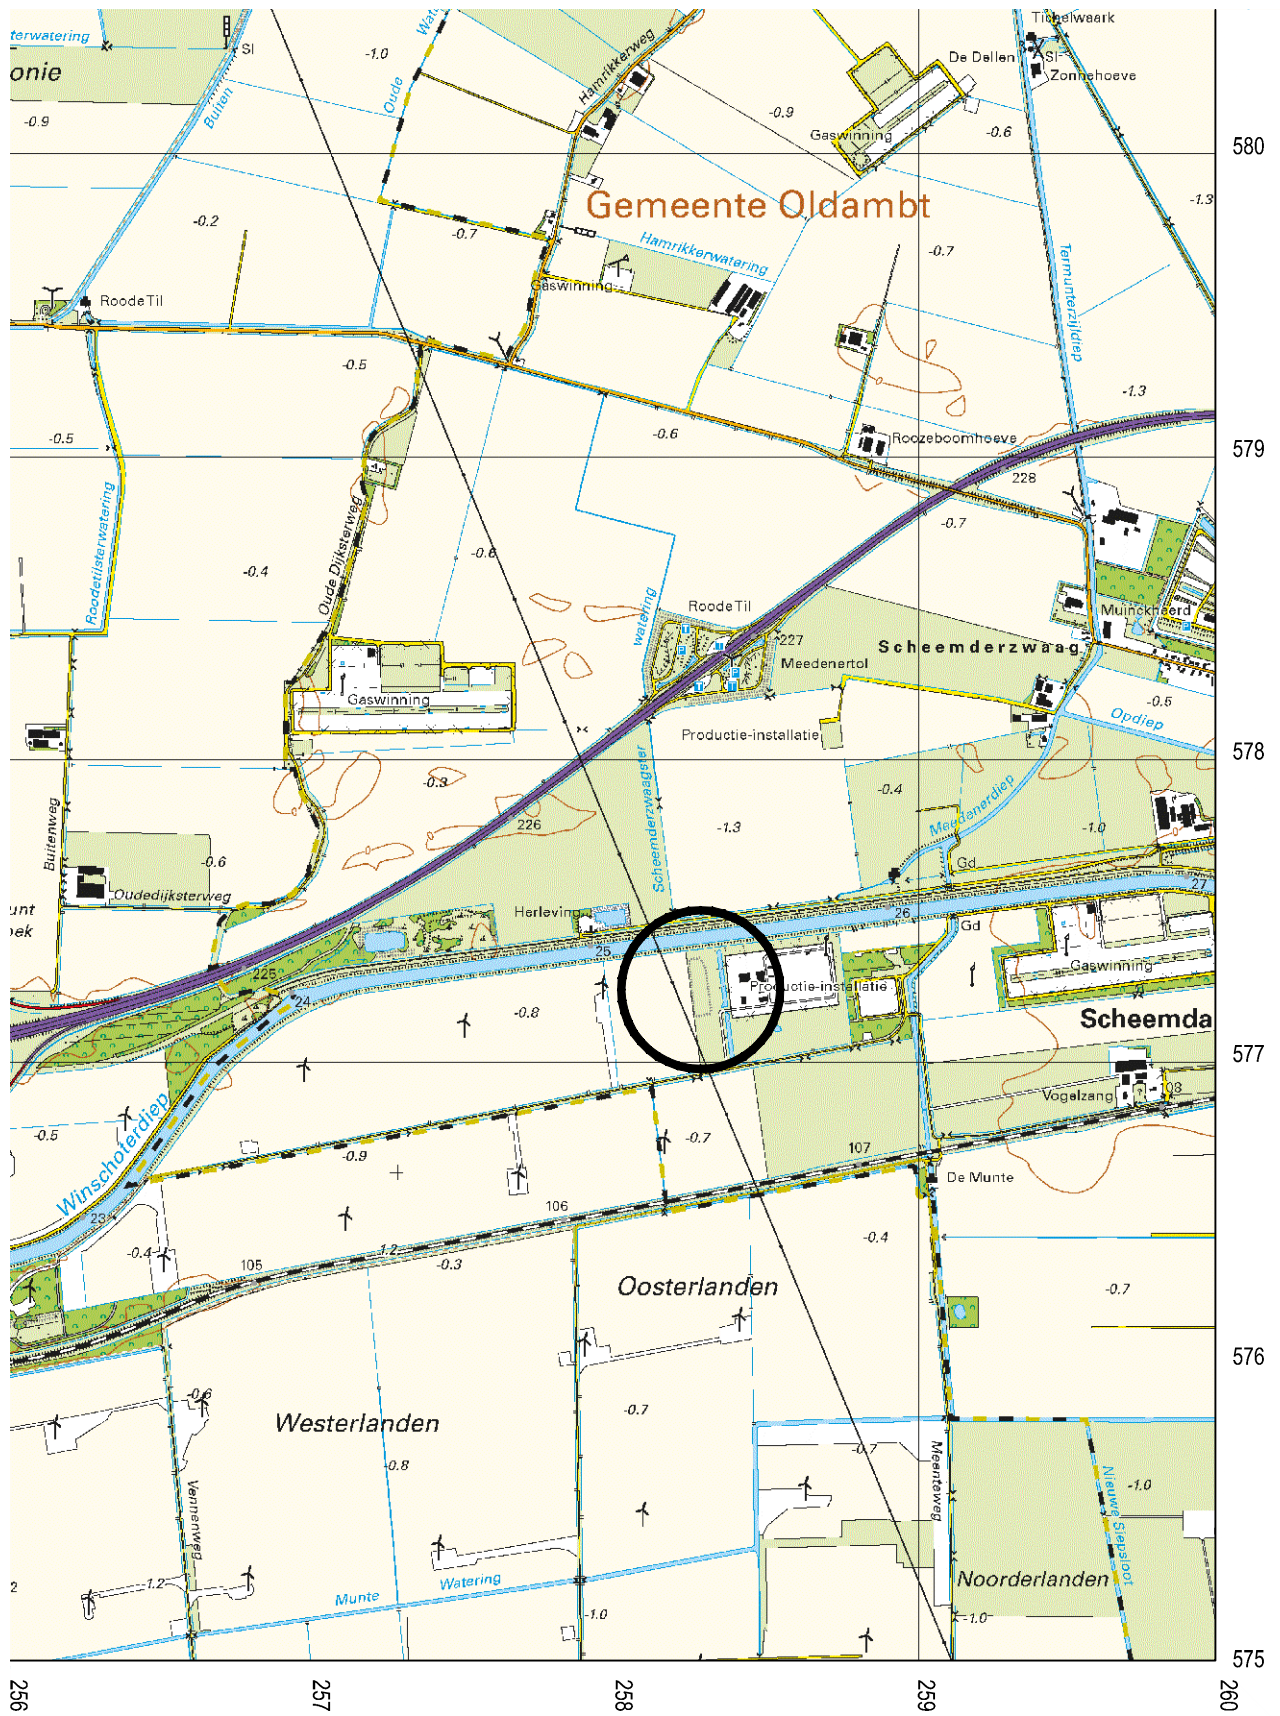 Tichelwaark
terwatering
Sl
De Dellen
Sl
Zonnehoeve
onie
-1.0
Hamrikkerweg
Oude
Buiten
-0.9
-0.9
Gaswinning
-0.6
580
Gemeente Oldambt
-1.3
-0.2
-0.7
Hamrikkerwatering
-0.7
Gaswinning
Termunterzijldiep
Roode Til
-0.5
-1.3
-0.5
-0.6
Roozeboomhoeve
579
228
-0.7
Roodetilsterwatering
Oude Dijksterweg
-0.6
-0.4
Roode Til
watering
227
Muinckheerd
Scheemderzwaag
Meedenertol
Gaswinning
-0.5
Opdiep
Productie-installatie
578
-0.3
-0.4
Scheemderzwaagster
Meedenerdiep
226
-1.3
-1.0
Buitenweg
-0.6
Gd
Oudedijksterweg
27
unt
Herleving
26
oek
Gd
25
225
Gaswinning
Productie-installatie
24
-0.8
Scheemda
577
Vogelzang
108
-0.5
-0.7
107
Winschoterdiep
-0.9
De Munte
106
23
-0.4
1.2
-0.4
105
-0.3
Oosterlanden
-0.7
576
-0.6
-0.7
Westerlanden
-0.7
-0.8
Meenteweg
-1.0
Vennenweg
Nieuwe Siepsloot
Watering
Noorderlanden
2
1.2
Munte
-1.0
-1.0
575
256
257
258
259
260